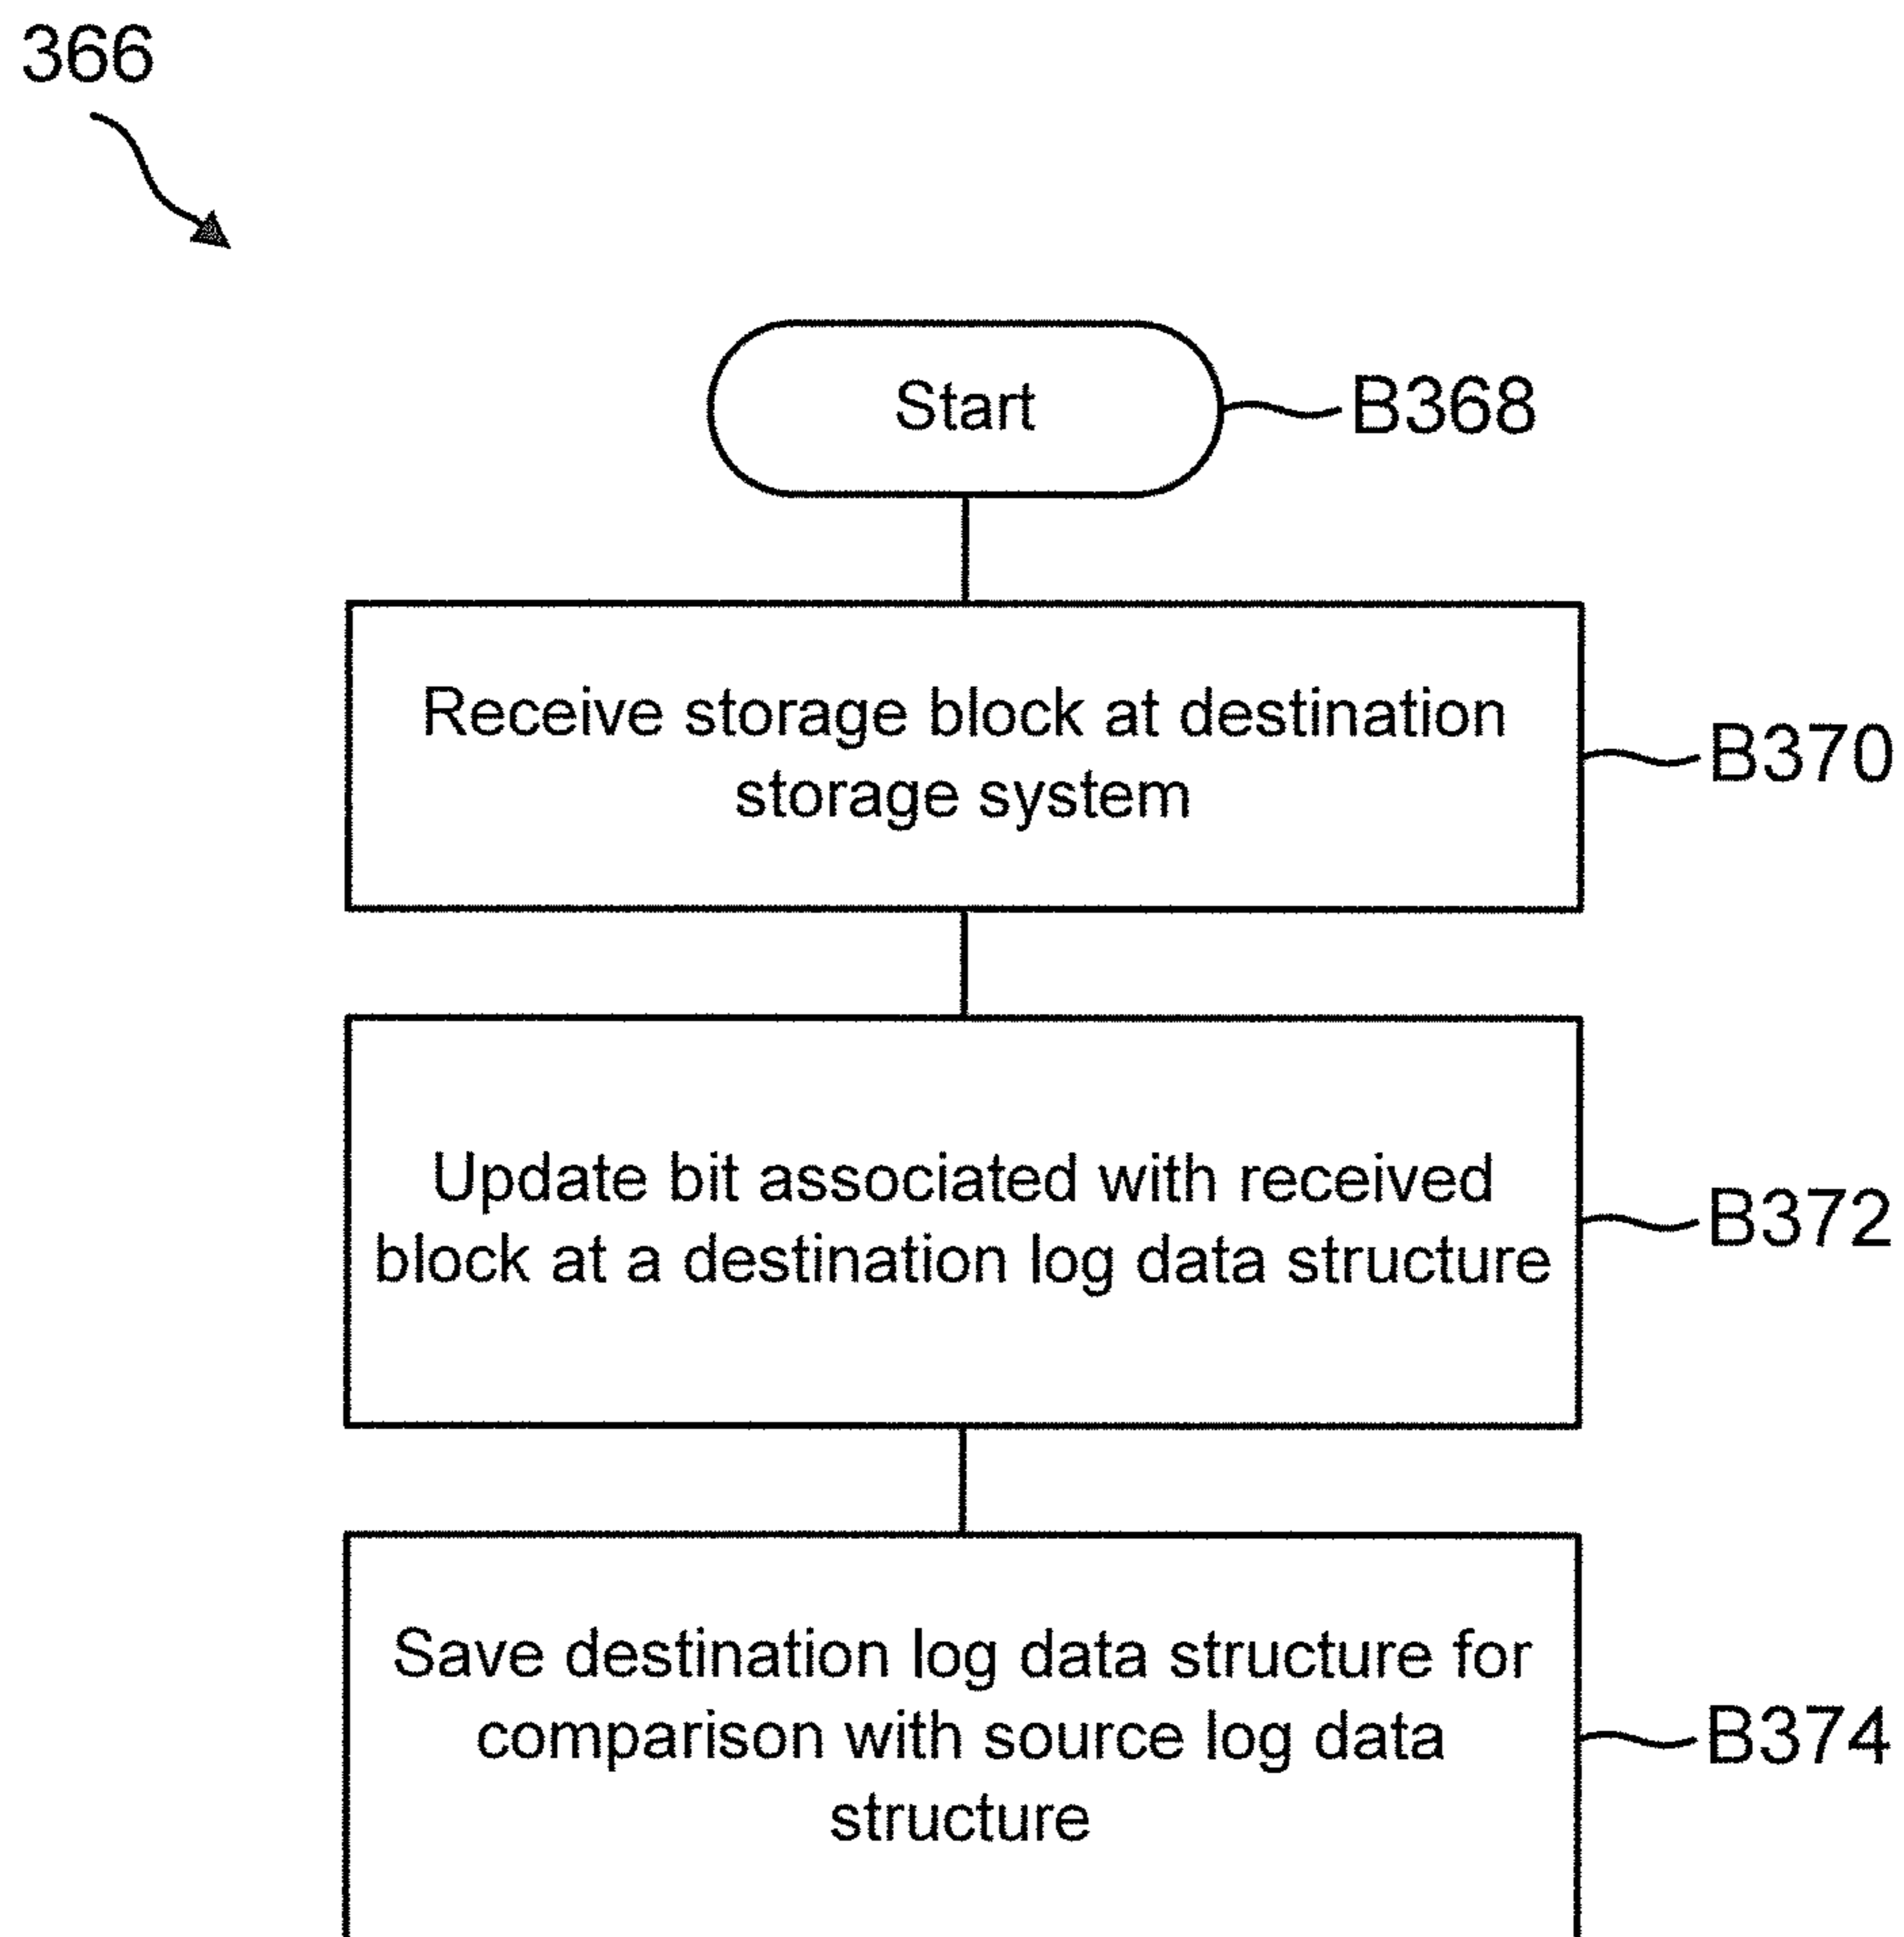 366
Start
B368
Receive storage block at destination
storage system
B370
Update bit associated with received
block at a destination log data structure
B372
Save destination log data structure for
comparison with source log data
structure
B374